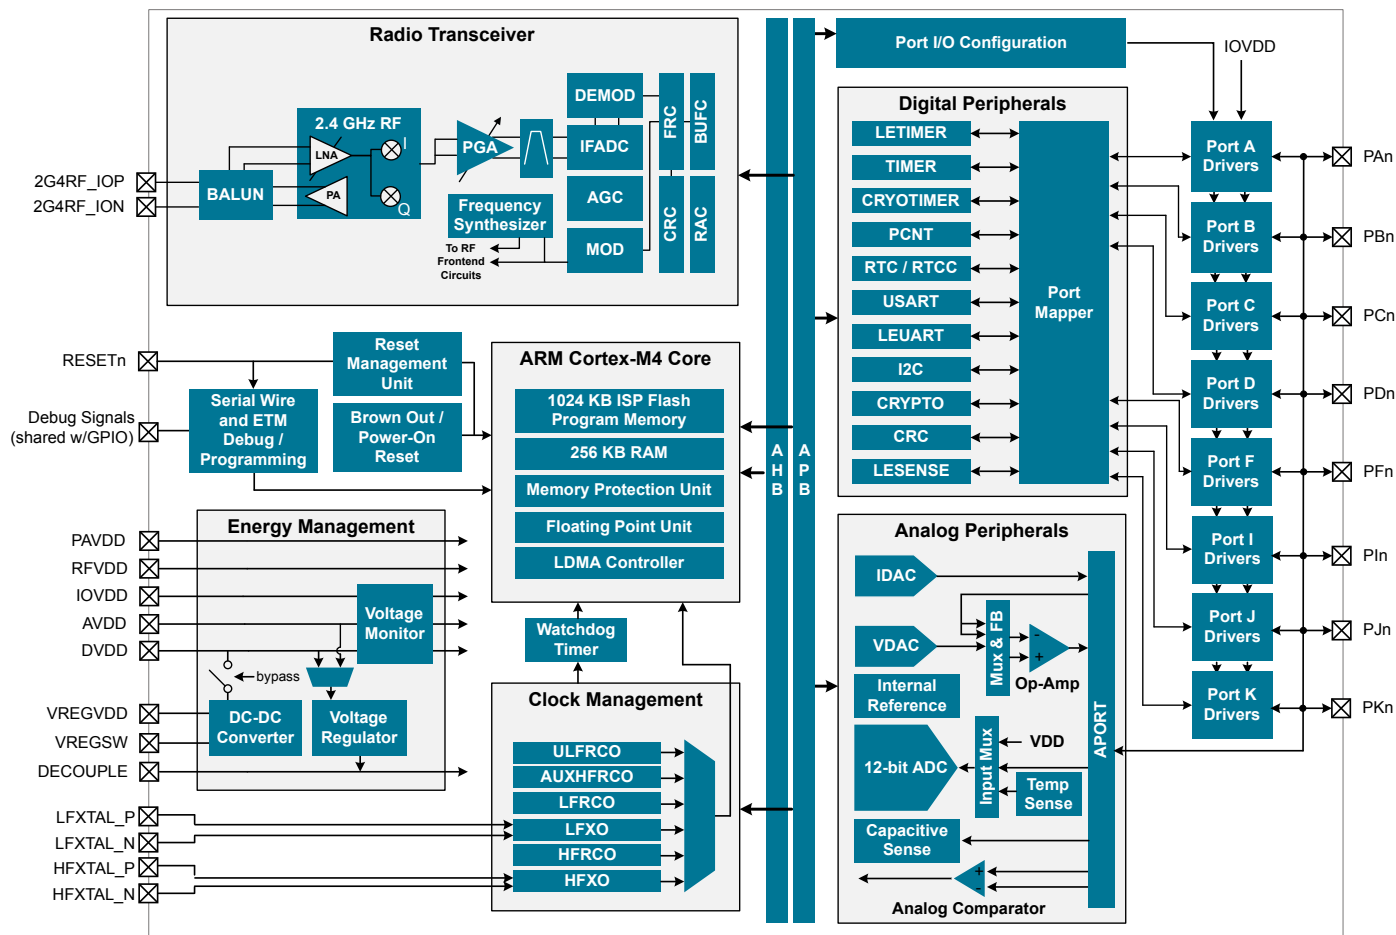 Radio Transceiver
2.4 GHz RF
LNA
I
PA
Q
BALUN
PGA
DEMOD
IFADC
AGC
MOD
FRC
BUFC
CRC
RAC
Frequency
Synthesizer
To RF
Frontend
Circuits
2G4RF_IOP
2G4RF_ION
RESETn
Debug Signals
(shared w/GPIO)
Reset
Management
Unit
Serial Wire
and ETM
Debug /
Programming
Brown Out /
Power-On
Reset
ARM Cortex-M4 Core
1024 KB ISP Flash
Program Memory
256 KB RAM
Memory Protection Unit
Floating Point Unit
LDMA Controller
Watchdog
Timer
Energy Management
PAVDD
RFVDD
IOVDD
AVDD
DVDD
VREGVDD
VREGSW
DECOUPLE
Voltage
Monitor
bypass
DC-DC
Converter
Voltage
Regulator
Clock Management
ULFRCO
AUXHFRCO
LFRCO
LFXO
HFRCO
HFXO
LFXTAL_P
LFXTAL_N
HFXTAL_P
HFXTAL_N
A
H
B
A
P
B
Port I/O Configuration
IOVDD
Digital Peripherals
LETIMER
TIMER
CRYOTIMER
PCNT
RTC / RTCC
USART
LEUART
I2C
CRYPTO
CRC
LESENSE
Port
Mapper
Analog Peripherals
IDAC
VDAC
Mux & FB
-
+
Op-Amp
Internal
Reference
12-bit ADC
Input Mux
VDD
Temp
Sense
Capacitive
Sense
+
-
Analog Comparator
APORT
Port A
Drivers
Port B
Drivers
Port C
Drivers
Port D
Drivers
Port F
Drivers
Port I
Drivers
Port J
Drivers
Port K
Drivers
PAn
PBn
PCn
PDn
PFn
PIn
PJn
PKn